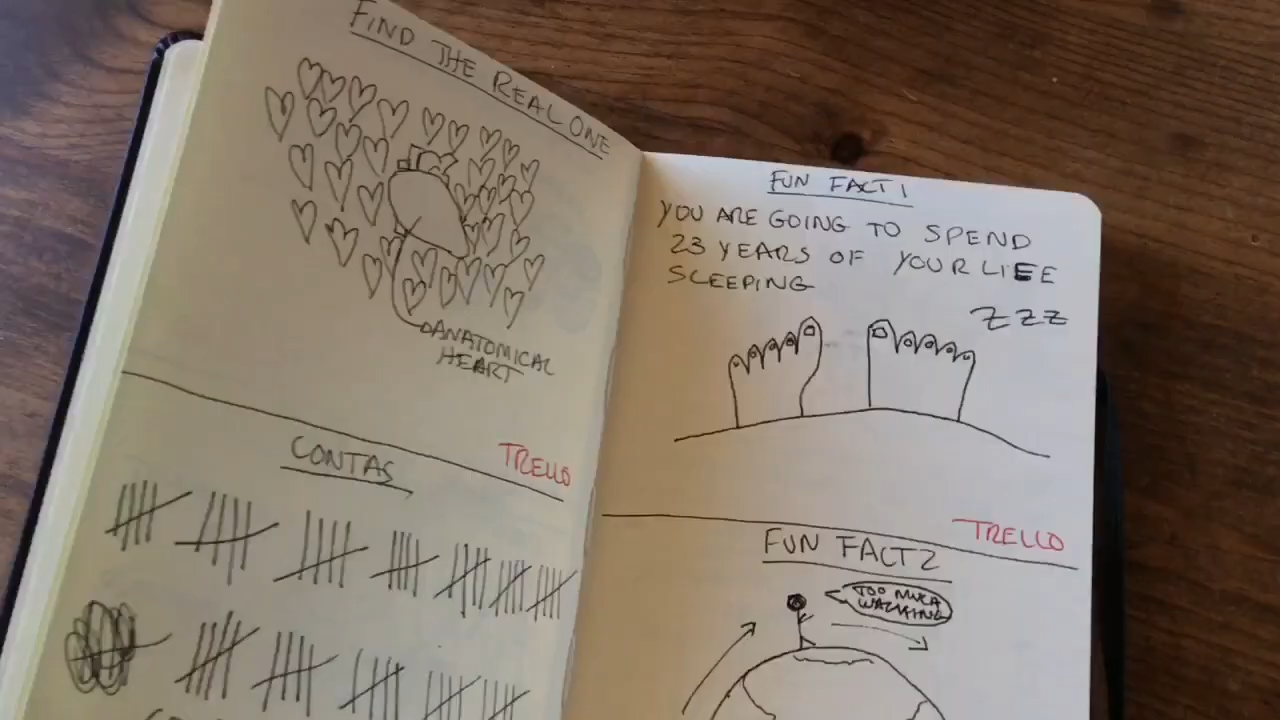 FIND THE REAL ONE
ANATOMICAL
HEART
TRELLO
CONTAS
FUN FACT 1
YOU ARE GOING TO SPEND
23 YEARS OF YOUR LIFE
SLEEPING
ZZZ
TRELLO
FUN FACT 2
TOO MUCH
WALKING